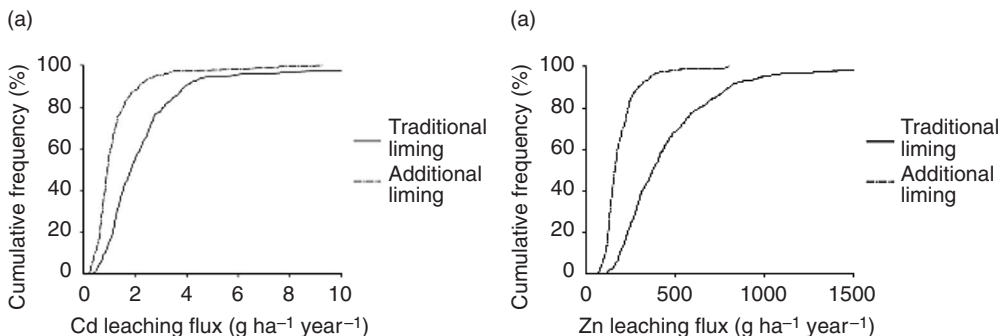 (a)
100
80
60
40
20
0
Cumulative frequency (%)
0 2 4 6 8 10
Cd leaching flux (g ha⁻¹ year⁻¹)
Traditional
liming
Additional
liming
(a)
100
80
60
40
20
0
Cumulative frequency (%)
0 500 1000 1500
Zn leaching flux (g ha⁻¹ year⁻¹)
Traditional
liming
Additional
liming